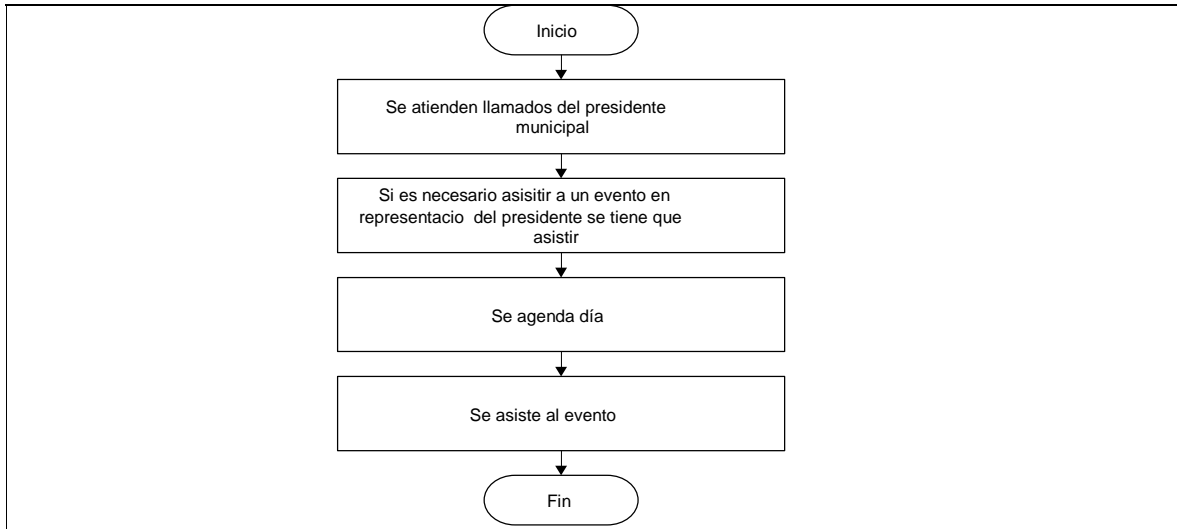 Inicio
Se atienden llamados del presidente
municipal
Si es necesario asisitir a un evento en
representacio  del presidente se tiene que
asistir
Se agenda día
Se asiste al evento
Fin